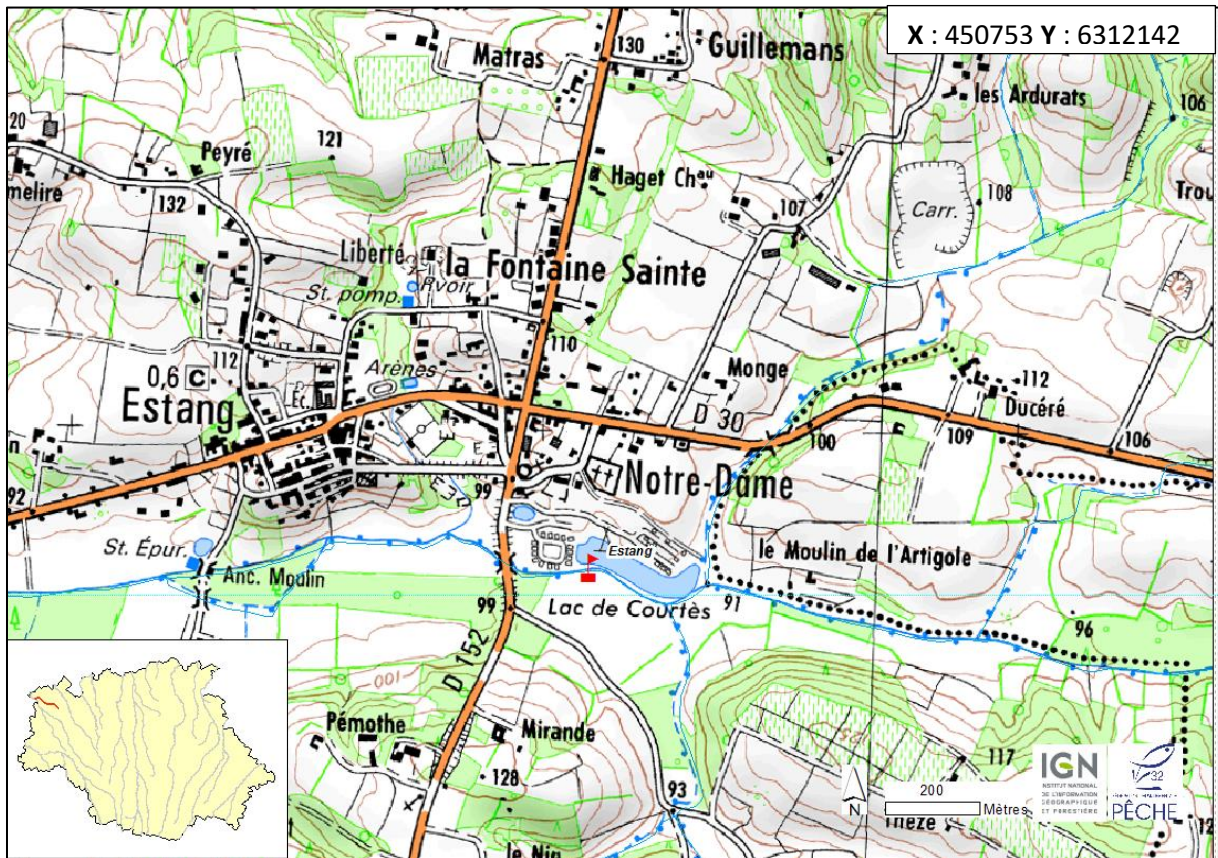 X : 450753 Y : 6312142
130
Guillemans
Matras
les Ardurats
106
20
Peyré
121
Haget Chau
melire
132
107
108
Carr.
Trou
Liberté
la Fontaine Sainte
Rvoir
St. pomp.
110
112
Arènes
Monge
0,6 C
Éc.
112
Estang
D 30
Ducéré
100
109
106
Notre-Dame
99
92
St. Épur.
Estang
le Moulin de l'Artigole
Anc. Moulin
91
99
Lac de Courtès
96
D 152
100
Pémothe
Mirande
117
128
93
IGN
INSTITUT NATIONAL
DE L'INFORMATION
GÉOGRAPHIQUE
ET FORESTIÈRE
32
PÊCHE
200
Mètres
N